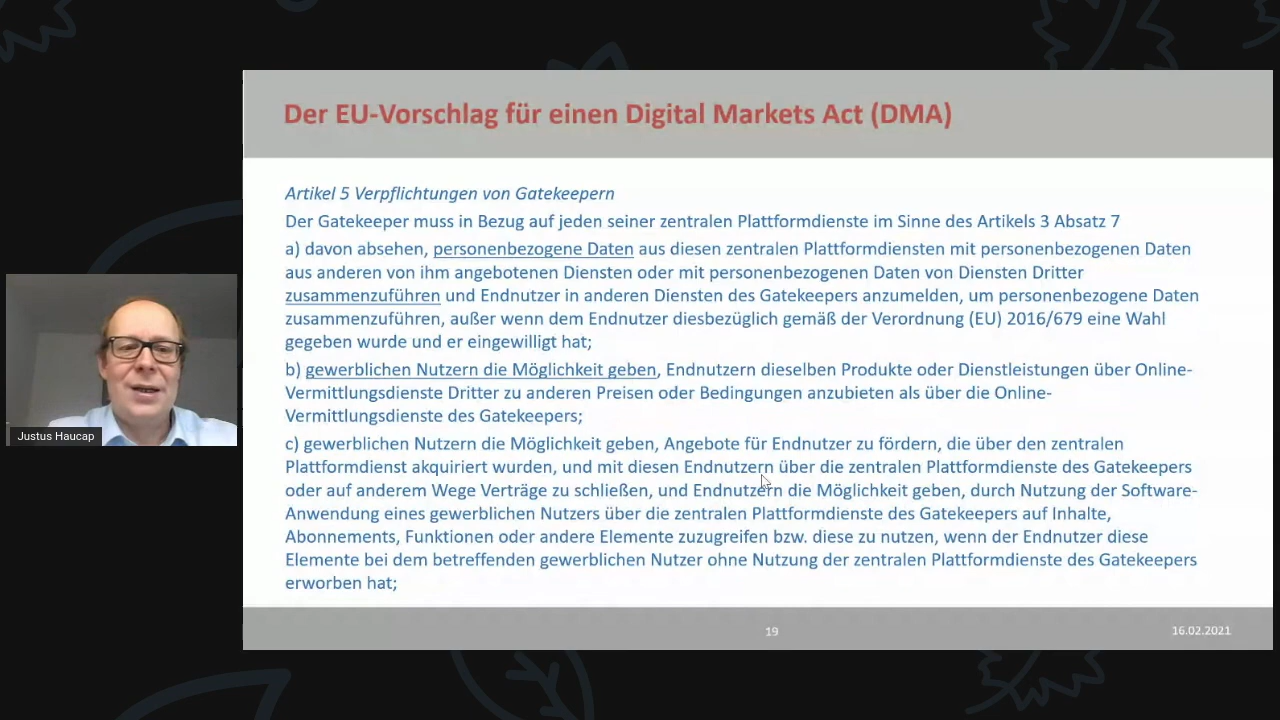 Der EU-Vorschlag für einen Digital Markets Act (DMA)
Artikel 5 Verpflichtungen von Gatekeepern
Der Gatekeeper muss in Bezug auf jeden seiner zentralen Plattformdienste im Sinne des Artikels 3 Absatz 7
a) davon absehen, personenbezogene Daten aus diesen zentralen Plattformdiensten mit personenbezogenen Daten
aus anderen von ihm angebotenen Diensten oder mit personenbezogenen Daten von Diensten Dritter
zusammenzuführen und Endnutzer in anderen Diensten des Gatekeepers anzumelden, um personenbezogene Daten
zusammenzuführen, außer wenn dem Endnutzer diesbezüglich gemäß der Verordnung (EU) 2016/679 eine Wahl
gegeben wurde und er eingewilligt hat;
b) gewerblichen Nutzern die Möglichkeit geben, Endnutzern dieselben Produkte oder Dienstleistungen über Online-
Vermittlungsdienste Dritter zu anderen Preisen oder Bedingungen anzubieten als über die Online-
Vermittlungsdienste des Gatekeepers;
c) gewerblichen Nutzern die Möglichkeit geben, Angebote für Endnutzer zu fördern, die über den zentralen
Plattformdienst akquiriert wurden, und mit diesen Endnutzern über die zentralen Plattformdienste des Gatekeepers
oder auf anderem Wege Verträge zu schließen, und Endnutzern die Möglichkeit geben, durch Nutzung der Software-
Anwendung eines gewerblichen Nutzers über die zentralen Plattformdienste des Gatekeepers auf Inhalte,
Abonnements, Funktionen oder andere Elemente zuzugreifen bzw. diese zu nutzen, wenn der Endnutzer diese
Elemente bei dem betreffenden gewerblichen Nutzer ohne Nutzung der zentralen Plattformdienste des Gatekeepers
erworben hat;
Justus Haucap
19
16.02.2021